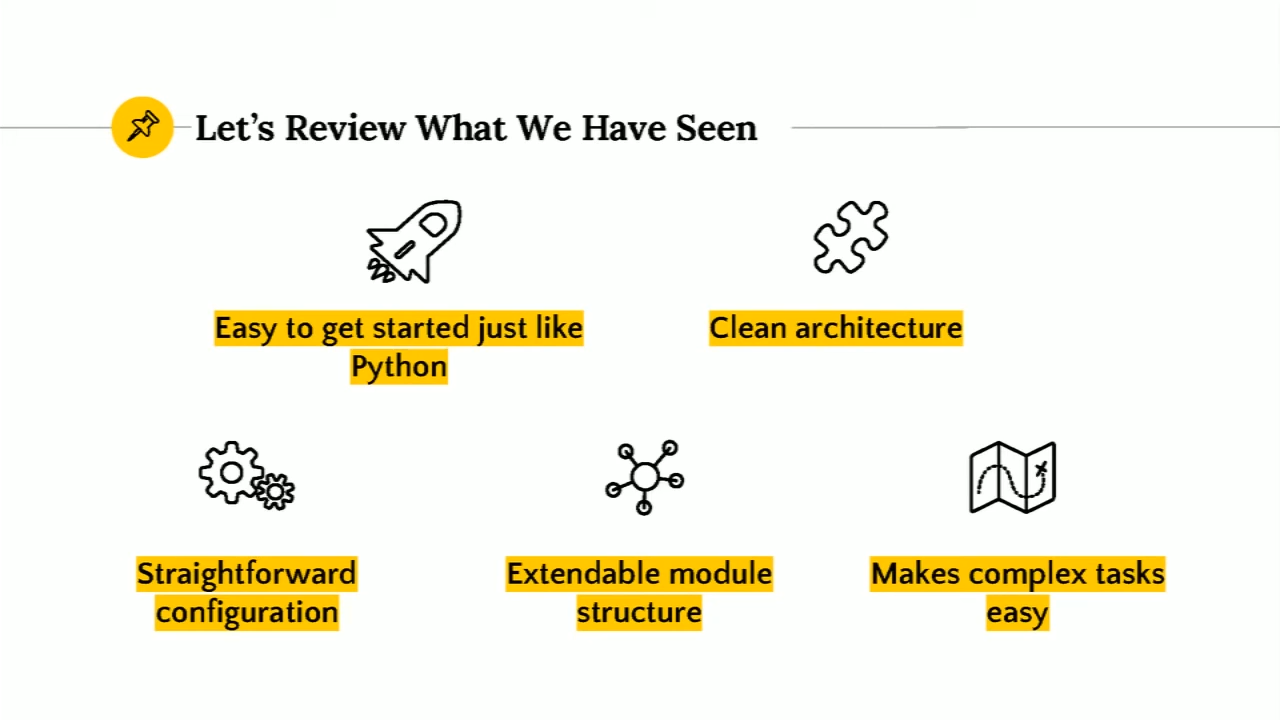 Let's Review What We Have Seen
Easy to get started just like
Python
Clean architecture
Straightforward
configuration
Extendable module
structure
Makes complex tasks
easy